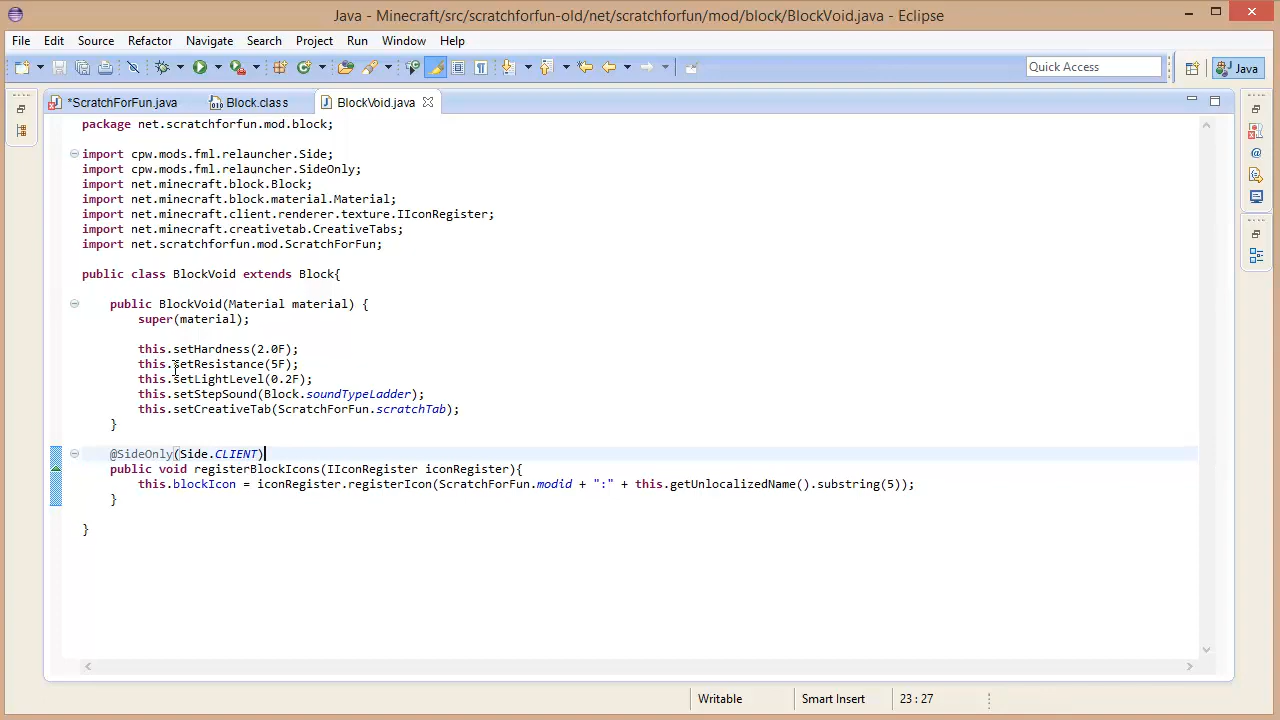 Java - Minecraft/src/scratchforfun-old/net/scratchforfun/mod/block/BlockVoid.java - Eclipse
File Edit Source Refactor Navigate Search Project Run Window Help
Quick Access
Java
*ScratchForFun.java Block.class BlockVoid.java
package net.scratchforfun.mod.block;
import cpw.mods.fml.relauncher.Side;
import cpw.mods.fml.relauncher.SideOnly;
import net.minecraft.block.Block;
import net.minecraft.block.material.Material;
import net.minecraft.client.renderer.texture.IIconRegister;
import net.minecraft.creativetab.CreativeTabs;
import net.scratchforfun.mod.ScratchForFun;
public class BlockVoid extends Block{
public BlockVoid(Material material) {
super(material);
this.setHardness(2.0F);
this.setResistance(5F);
this.setLightLevel(0.2F);
this.setStepSound(Block.soundTypeLadder);
this.setCreativeTab(ScratchForFun.scratchTab);
}
@SideOnly(Side.CLIENT)
public void registerBlockIcons(IIconRegister iconRegister){
this.blockIcon = iconRegister.registerIcon(ScratchForFun.modid + ":" + this.getUnlocalizedName().substring(5));
}
}
Writable Smart Insert 23 : 27